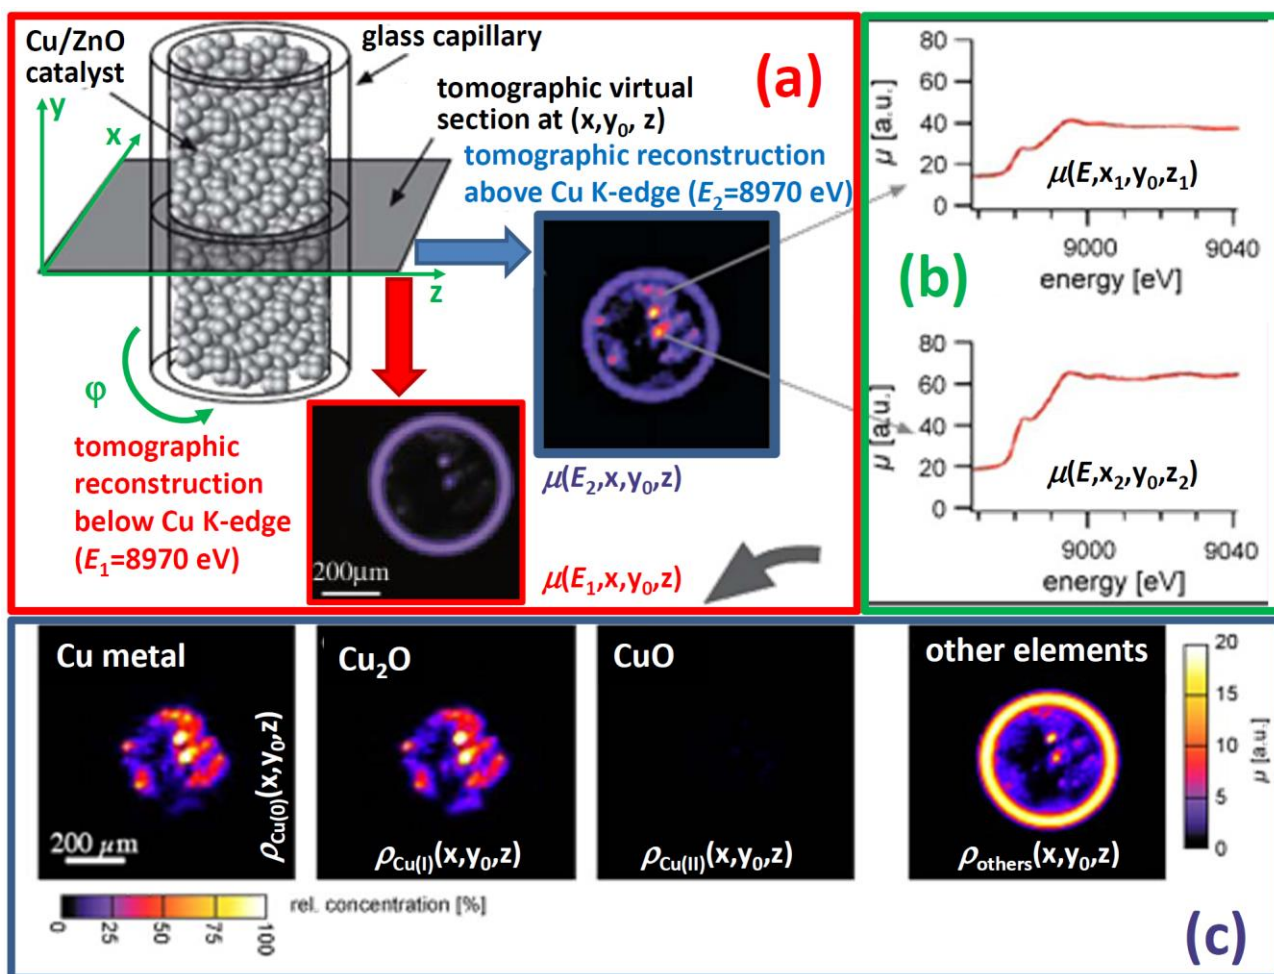 Cu/ZnO
catalyst
glass capillary
tomographic virtual
section at (x,y₀, z)
(a)
y
x
z
φ
tomographic reconstruction
above Cu K-edge (E₂=8970 eV)
μ(E₂,x,y₀,z)
tomographic
reconstruction
below Cu K-edge
(E₁=8970 eV)
200μm
μ(E₁,x,y₀,z)
80
60
40
20
0
μ [a.u.]
μ(E,x₁,y₀,z₁)
9000
9040
energy [eV]
(b)
80
60
40
20
0
μ [a.u.]
μ(E,x₂,y₀,z₂)
9000
9040
energy [eV]
Cu metal
200 μm
ρCu(0)(x,y₀,z)
Cu₂O
ρCu(I)(x,y₀,z)
CuO
ρCu(II)(x,y₀,z)
other elements
ρothers(x,y₀,z)
20
15
10
5
0
μ [a.u.]
0
25
50
75
100
rel. concentration [%]
(c)